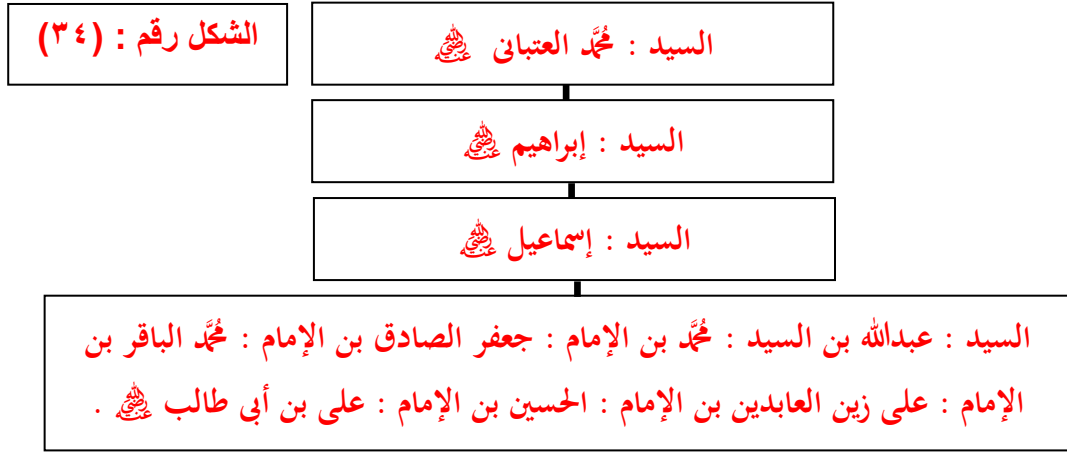 الشكل رقم : (٣٤)
السيد : مُحَمَّد العتبانى ﵁
السيد : إبراهيم ﵁
السيد : إسماعيل ﵁
السيد : عبدالله بن السيد : مُحَمَّد بن الإمام : جعفر الصادق بن الإمام : مُحَمَّد الباقر بن
الإمام : على زين العابدين بن الإمام : الحسين بن الإمام : على بن أبى طالب ﵁ .